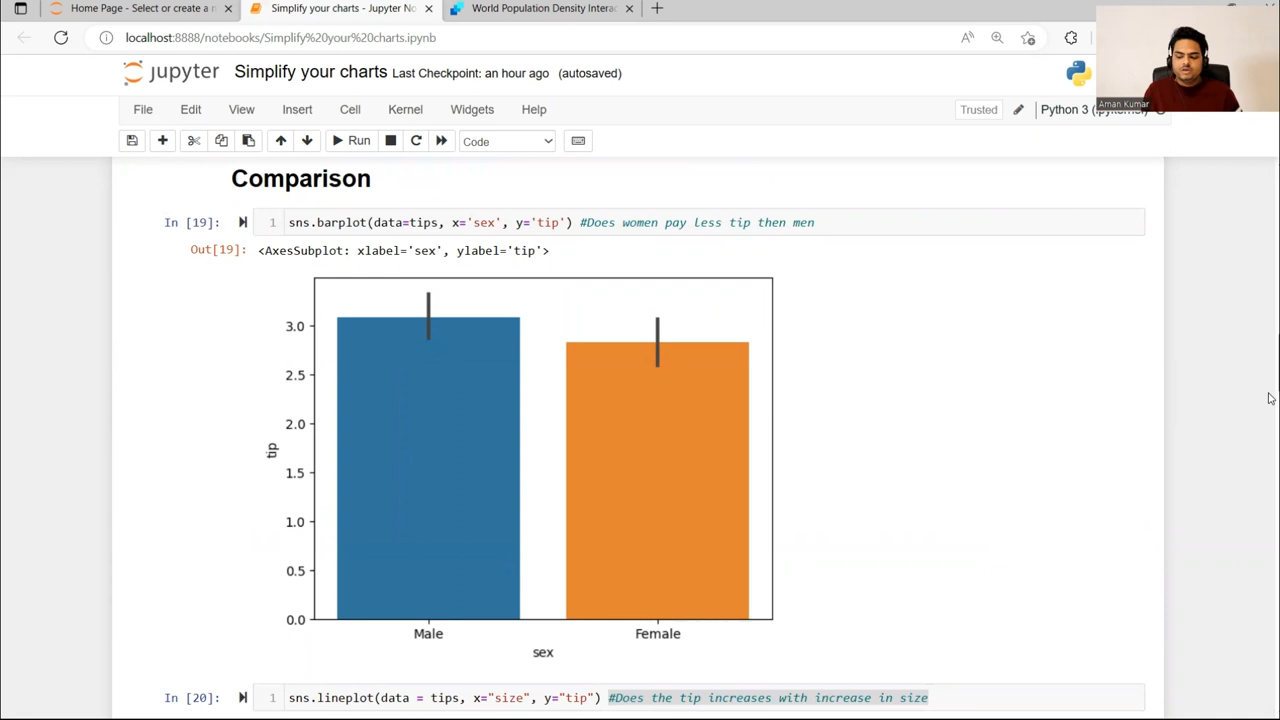 Home Page - Select or create a n
Simplify your charts - Jupyter No
World Population Density Interac
localhost:8888/notebooks/Simplify%20your%20charts.ipynb
Aman Kumar
jupyter Simplify your charts Last Checkpoint: an hour ago (autosaved)
File Edit View Insert Cell Kernel Widgets Help
Trusted
Python 3 (ipykernel)
Run
Code
Comparison
In [19]: 1 sns.barplot(data=tips, x='sex', y='tip') #Does women pay less tip then men
Out[19]: <AxesSubplot: xlabel='sex', ylabel='tip'>
3.0
2.5
2.0
1.5
1.0
0.5
0.0
tip
Male Female
sex
In [20]: 1 sns.lineplot(data = tips, x="size", y="tip") #Does the tip increases with increase in size